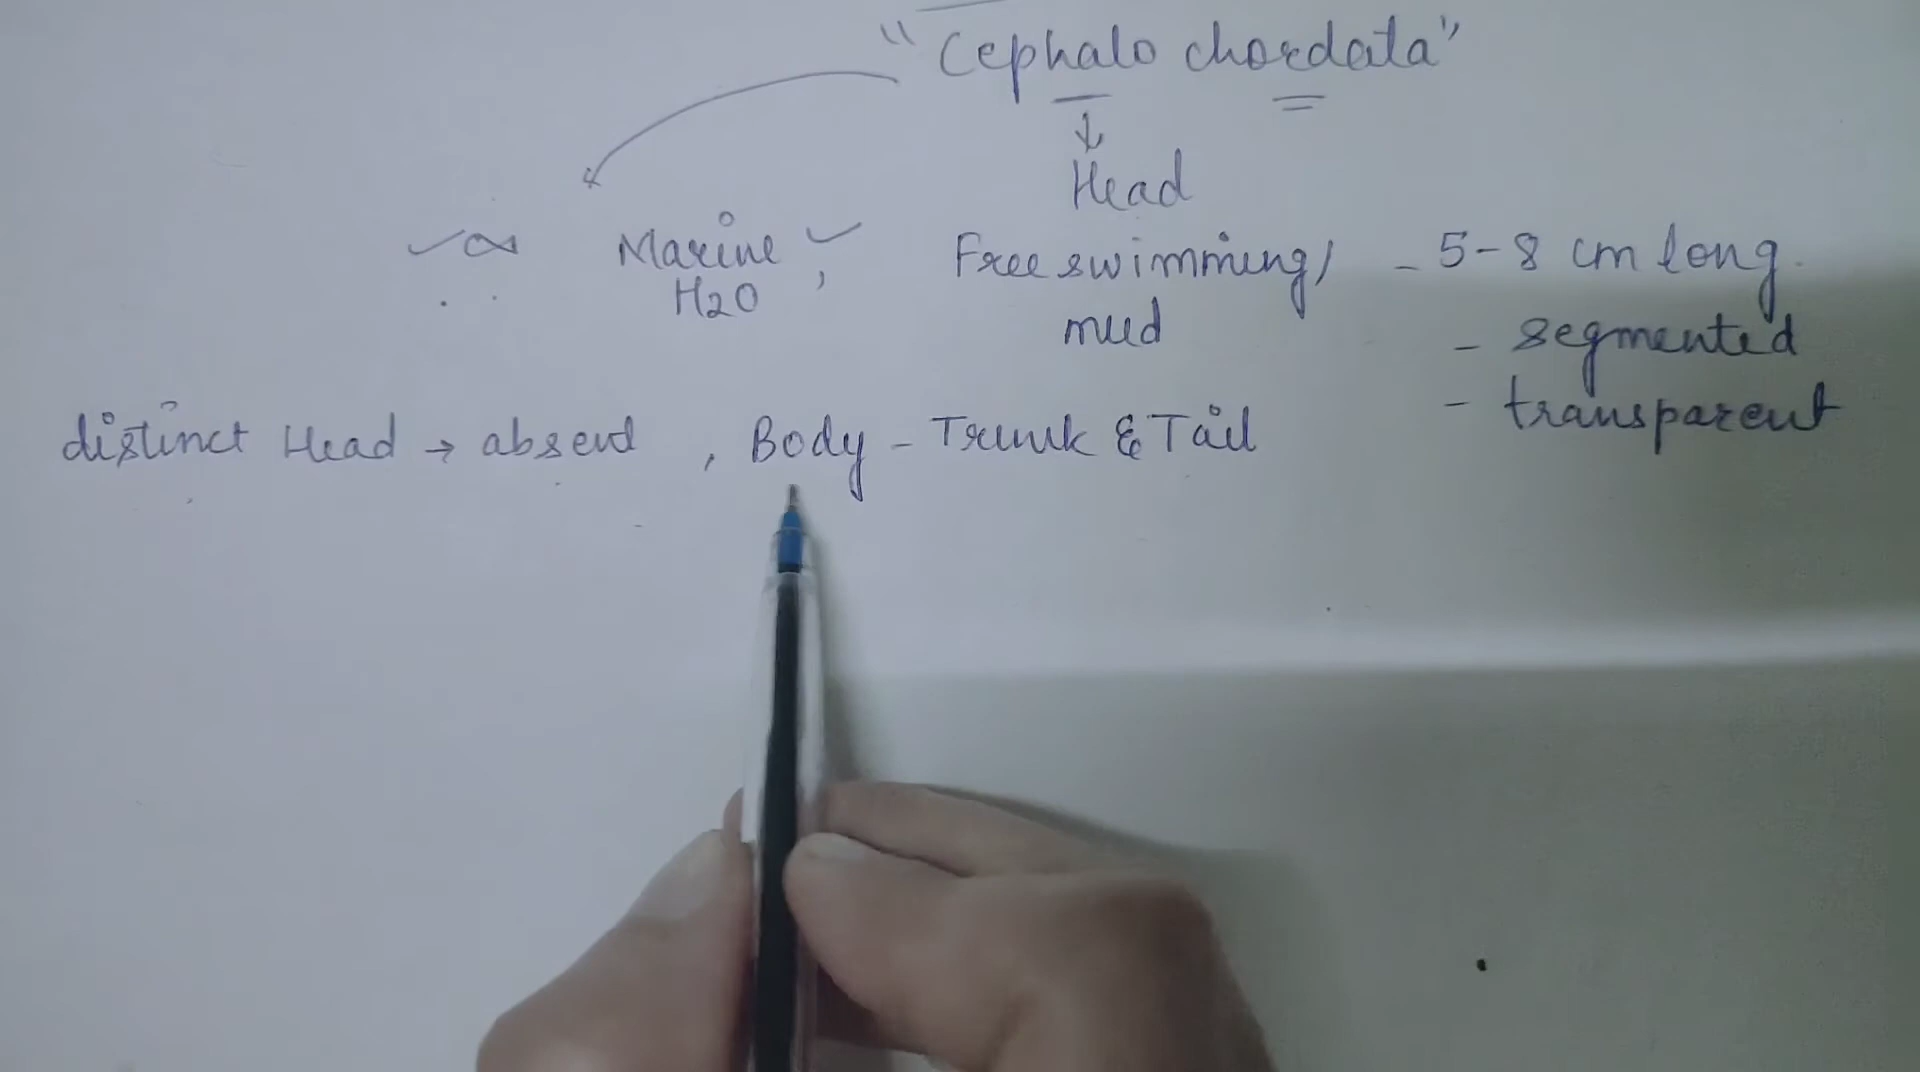 "Cephalo chordata"
↓
Head
Marine, Free swimming/ - 5-8 cm long
H2O mud - segmented
- transparent
distinct Head → absent, Body - Trunk & Tail